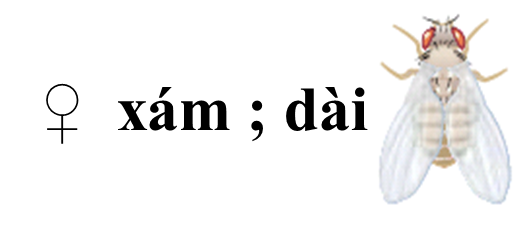 ♀ xám ; dài